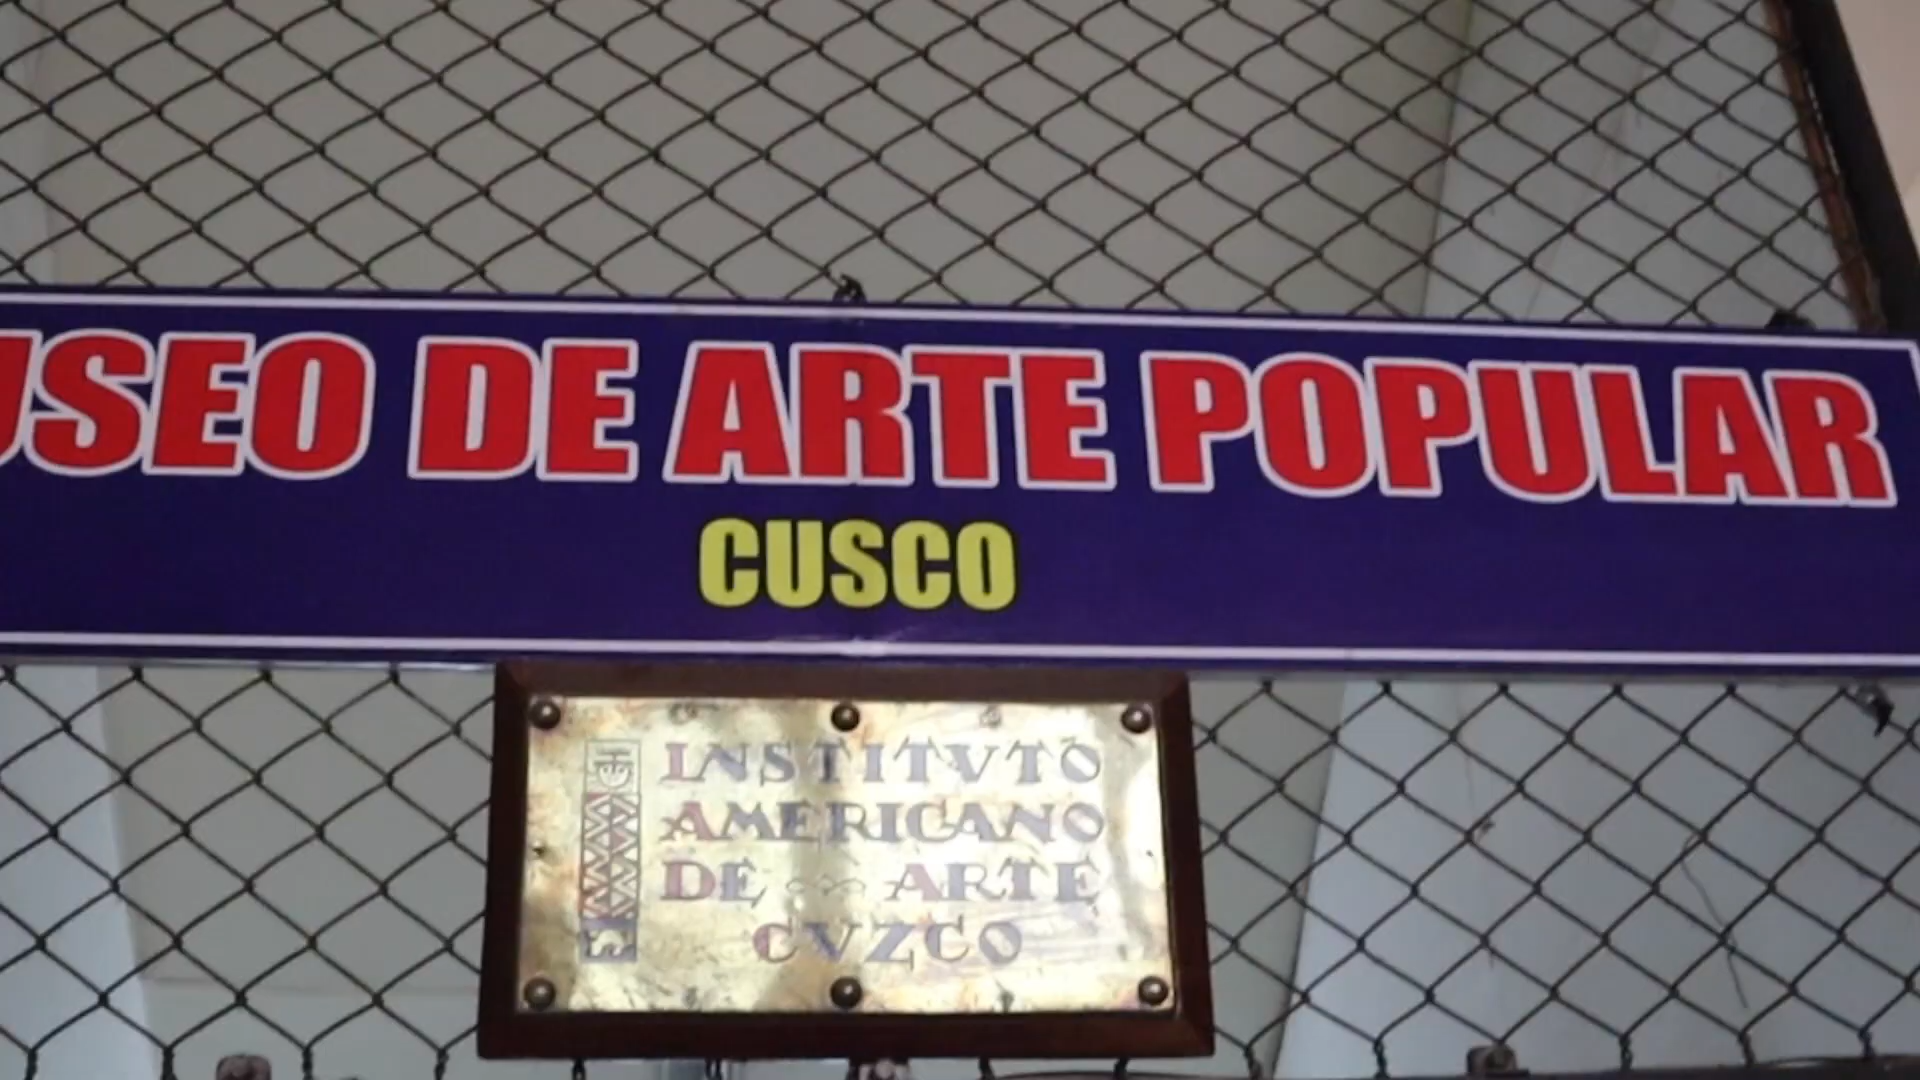 USEO DE ARTE POPULAR
CUSCO
INSTITVTO
AMERICANO
DE ARTE
CVZCO